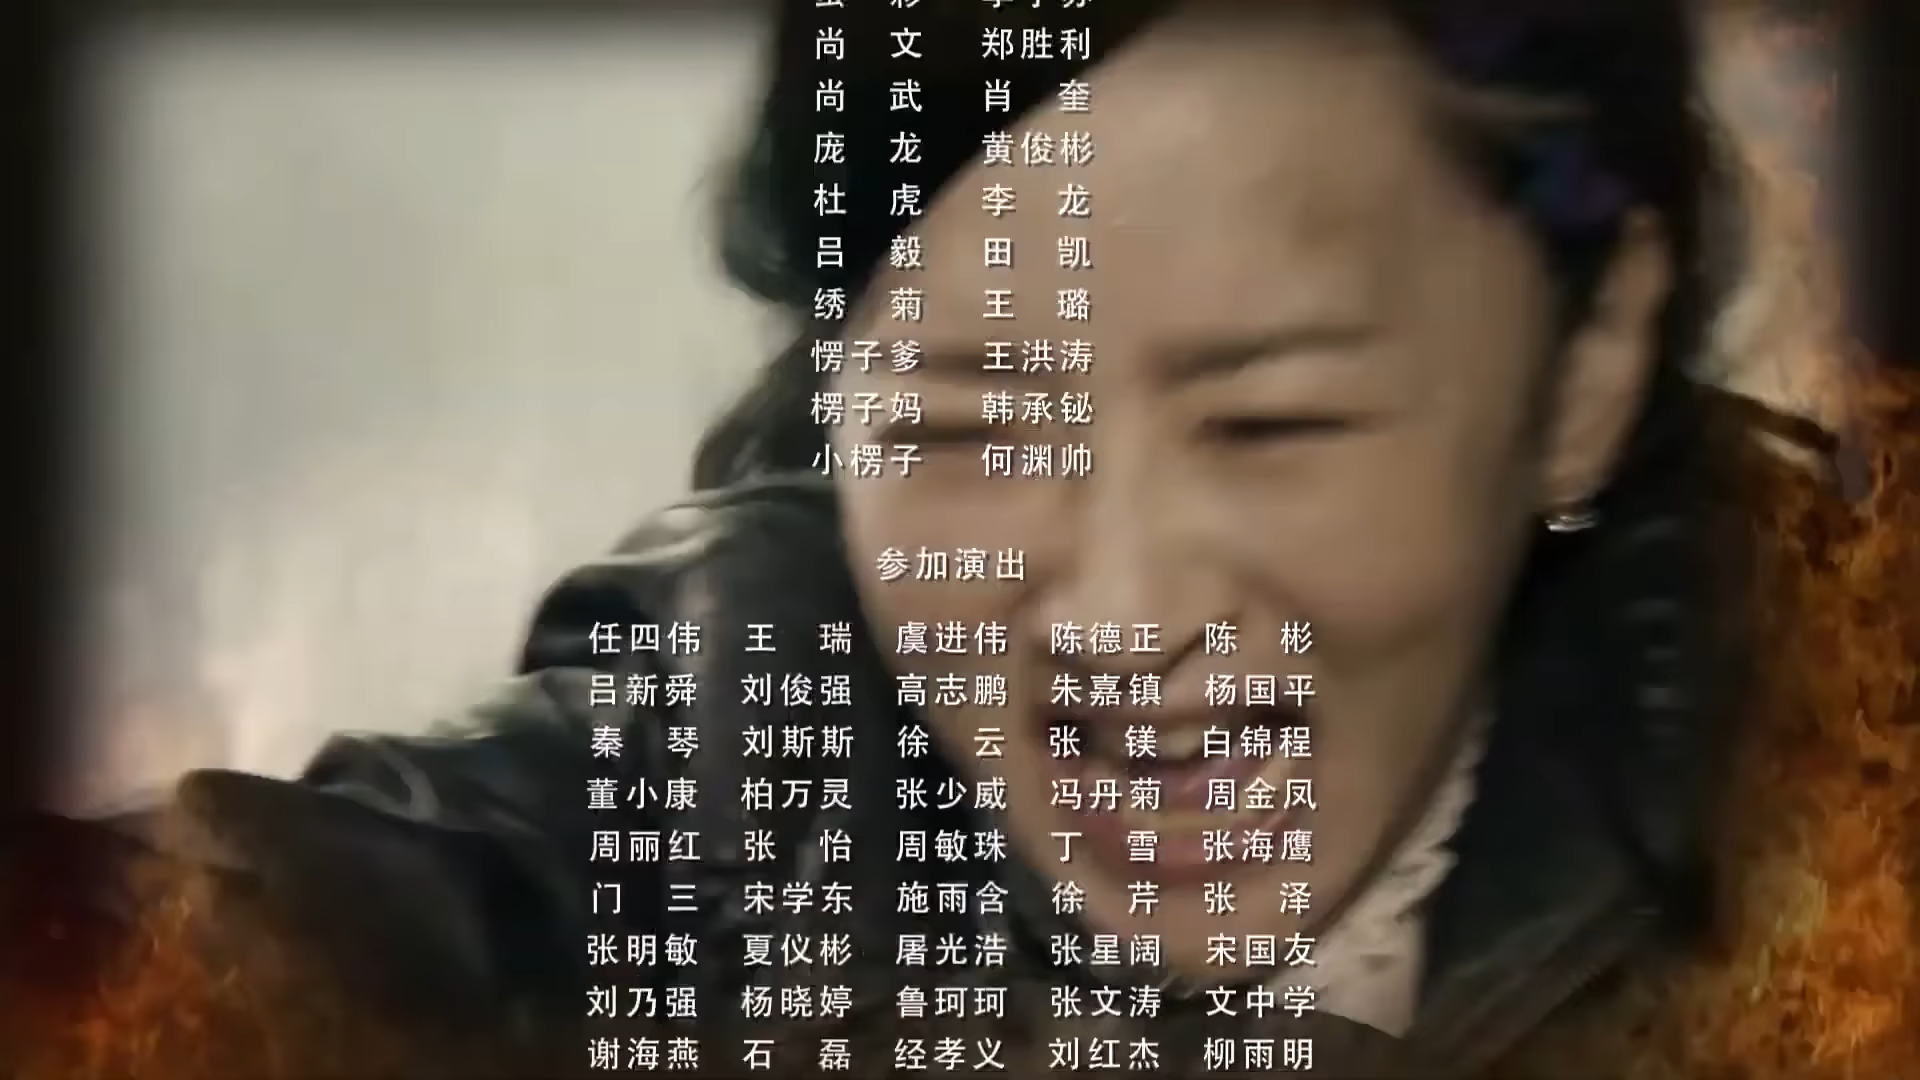 尚 文 郑胜利
尚 武 肖 奎
庞 龙 黄俊彬
杜 虎 李 龙
吕 毅 田 凯
绣 菊 王 璐
愣子爹 王洪涛
楞子妈 韩承铋
小楞子 何渊帅
参加演出
任四伟 王 瑞 虞进伟 陈德正 陈 彬
吕新舜 刘俊强 高志鹏 朱嘉镇 杨国平
秦 琴 刘斯斯 徐 云 张 镁 白锦程
董小康 柏万灵 张少威 冯丹菊 周金凤
周丽红 张 怡 周敏珠 丁 雪 张海鹰
门 三 宋学东 施雨含 徐 芹 张 泽
张明敏 夏仪彬 屠光浩 张星阔 宋国友
刘乃强 杨晓婷 鲁珂珂 张文涛 文中学
谢海燕 石 磊 经孝义 刘红杰 柳雨明